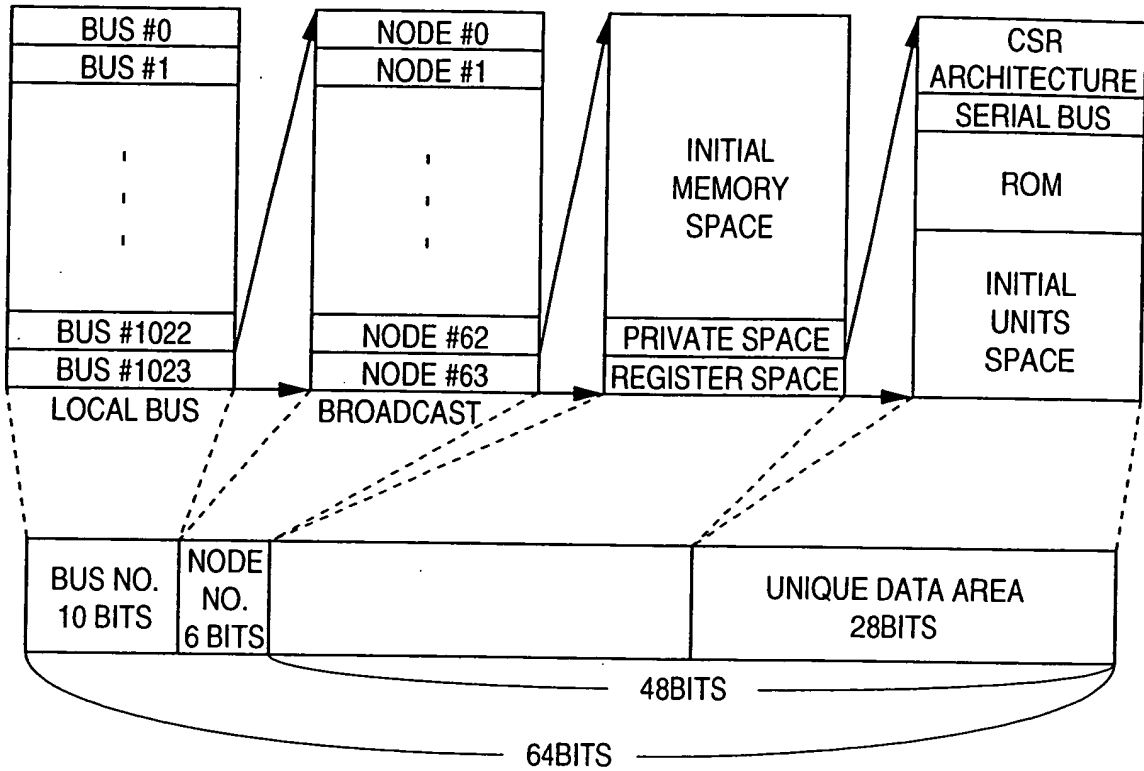 BUS #0
BUS #1
BUS #1022
BUS #1023
LOCAL BUS
NODE #0
NODE #1
NODE #62
NODE #63
BROADCAST
INITIAL
MEMORY
SPACE
PRIVATE SPACE
REGISTER SPACE
CSR
ARCHITECTURE
SERIAL BUS
ROM
INITIAL
UNITS
SPACE
BUS NO.
10 BITS
NODE
NO.
6 BITS
UNIQUE DATA AREA
28BITS
48BITS
64BITS